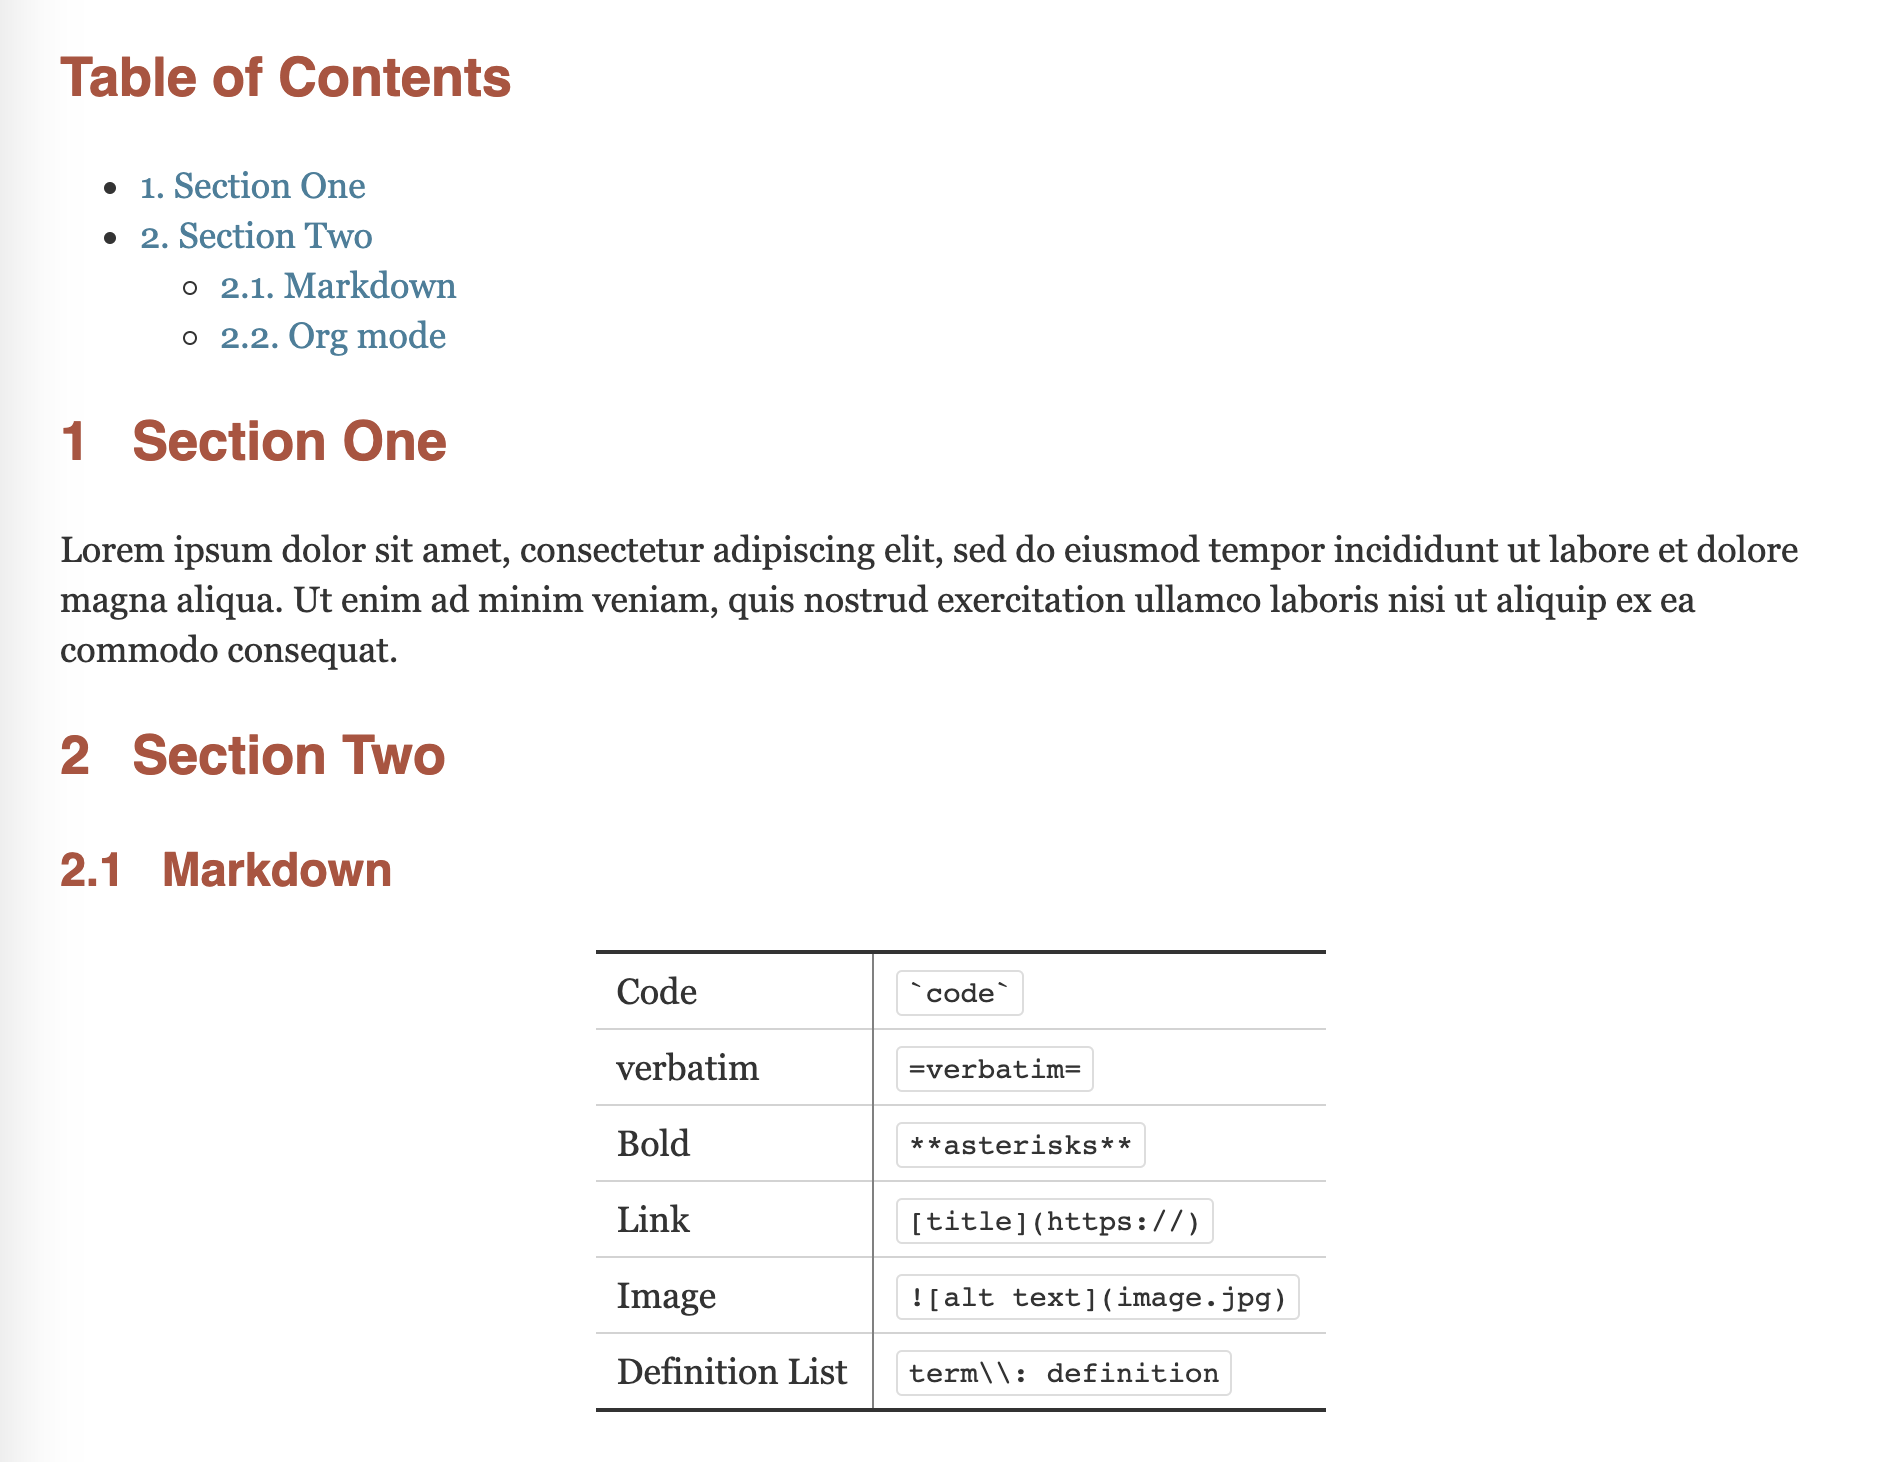 Table of Contents
1. Section One
2. Section Two
2.1. Markdown
2.2. Org mode
1 Section One
Lorem ipsum dolor sit amet, consectetur adipiscing elit, sed do eiusmod tempor incididunt ut labore et dolore
magna aliqua. Ut enim ad minim veniam, quis nostrud exercitation ullamco laboris nisi ut aliquip ex ea
commodo consequat.
2 Section Two
2.1 Markdown
Code `code`
verbatim =verbatim=
Bold **asterisks**
Link [title](https://)
Image ![alt text](image.jpg)
Definition List term\\: definition